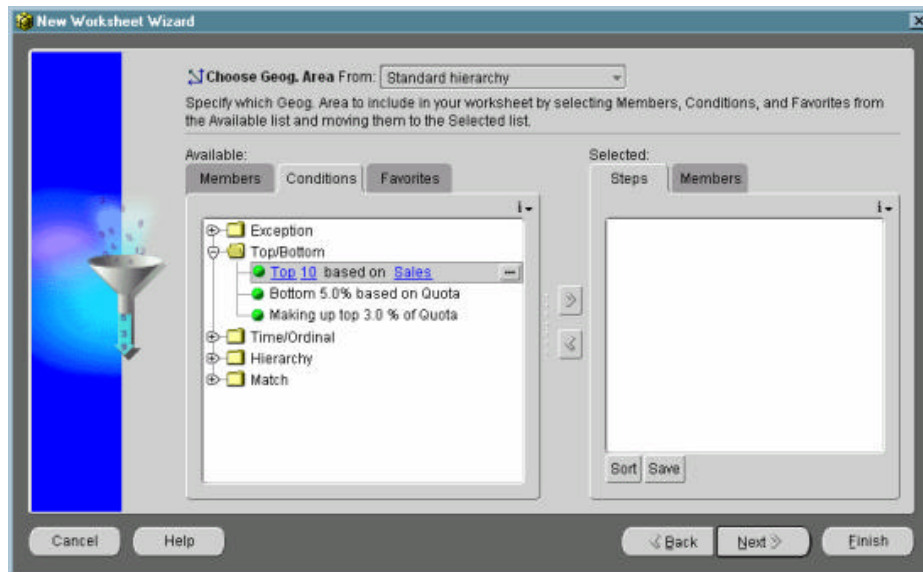 New Worksheet Wizard
Choose Geog. Area From: Standard hierarchy
Specify which Geog. Area to include in your worksheet by selecting Members, Conditions, and Favorites from
the Available list and moving them to the Selected list.
Available:
Members Conditions Favorites
Exception
Top/Bottom
Top 10 based on Sales
Bottom 5.0% based on Quota
Making up top 3.0 % of Quota
Time/Ordinal
Hierarchy
Match
Selected:
Steps Members
Sort Save
Cancel Help Back Next Finish